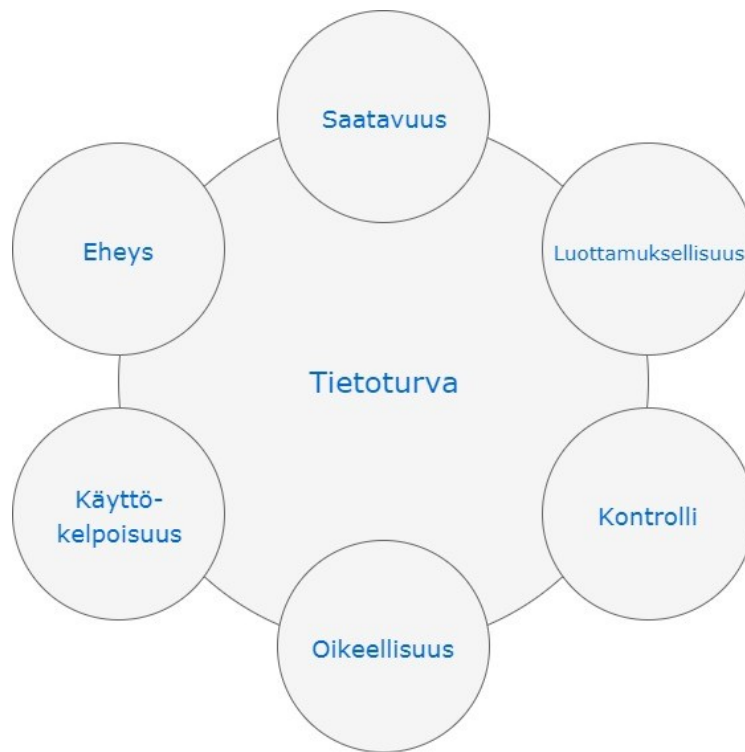 Saatavuus
Eheys
Luottamuksellisuus
Tietoturva
Käyttö-
kelpoisuus
Kontrolli
Oikeellisuus